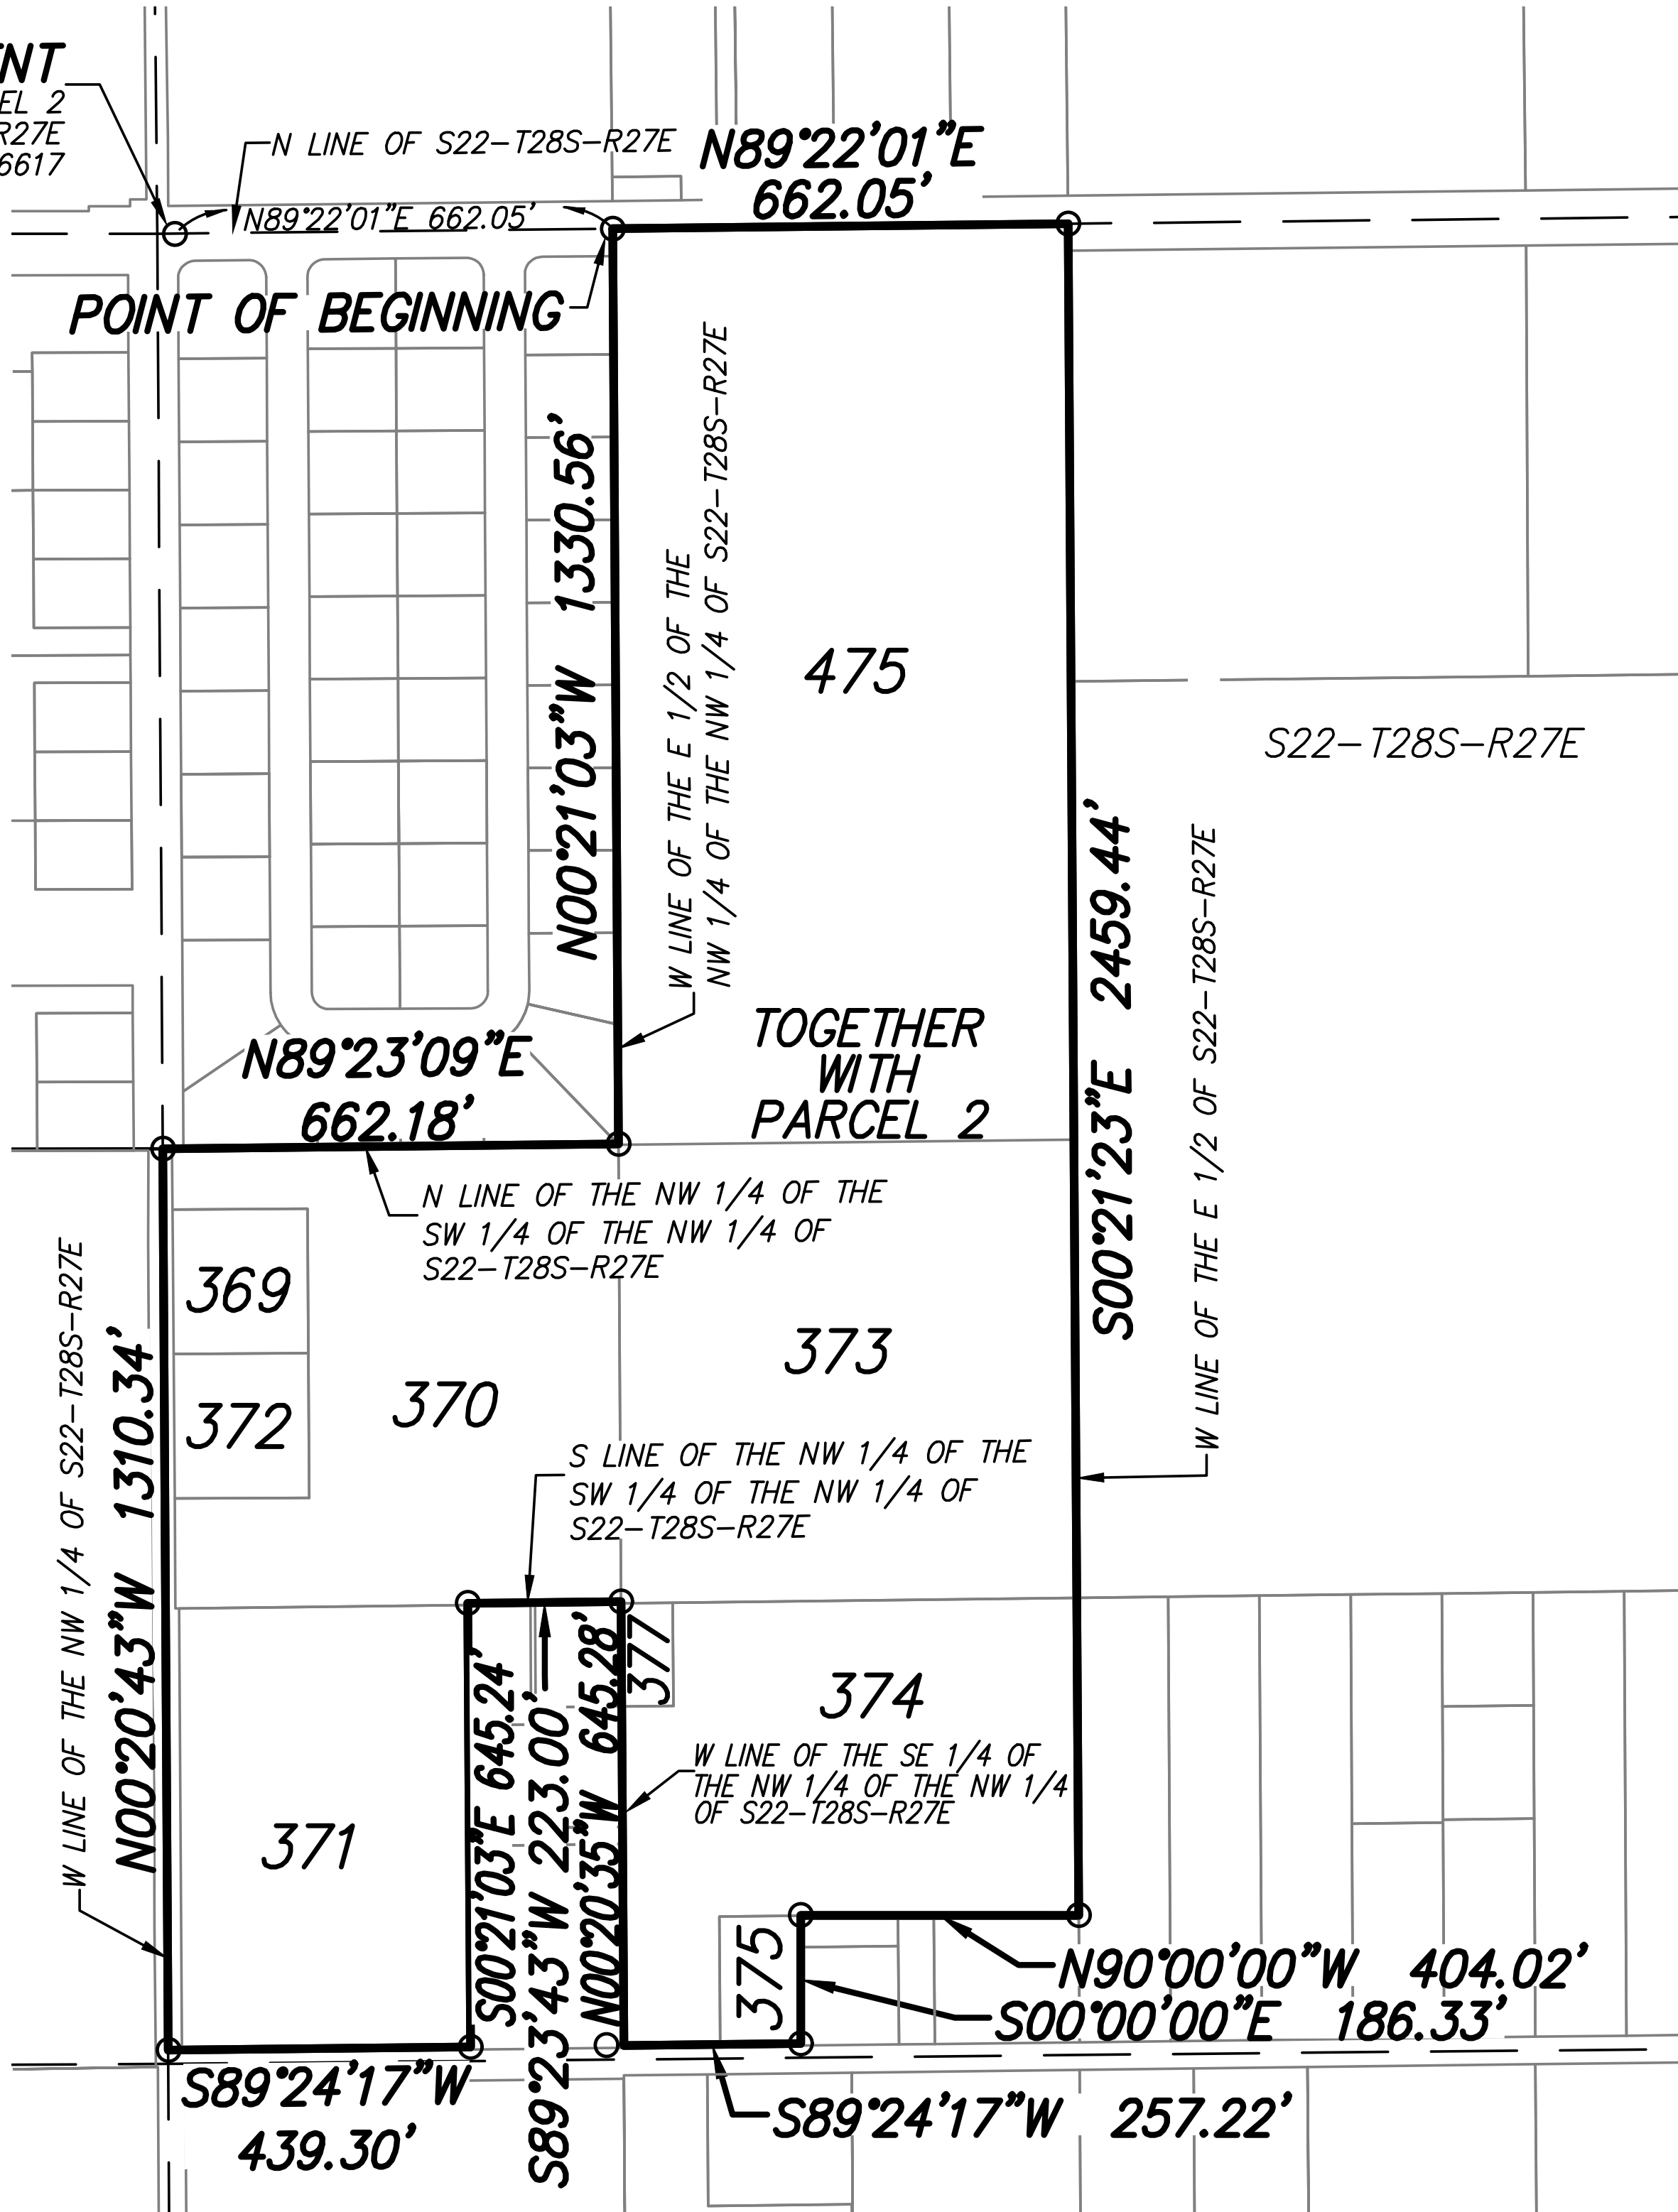 NT
EL 2
R27E
6617
N LINE OF S22-T28S-R27E
N89°22'01"E
662.05'
N89°22'01"E 662.05'
POINT OF BEGINNING
N00°21'03"W 1330.56'
W LINE OF THE E 1/2 OF THE
NW 1/4 OF THE NW 1/4 OF S22-T28S-R27E
475
S22-T28S-R27E
S00°21'23"E 2459.44'
W LINE OF THE E 1/2 OF S22-T28S-R27E
TOGETHER
WITH
PARCEL 2
N89°23'09"E
662.18'
N LINE OF THE NW 1/4 OF THE
SW 1/4 OF THE NW 1/4 OF
S22-T28S-R27E
369
372
370
373
W LINE OF THE NW 1/4 OF S22-T28S-R27E
N00°20'43"W 1310.34'
S LINE OF THE NW 1/4 OF THE
SW 1/4 OF THE NW 1/4 OF
S22-T28S-R27E
371
S00°21'03"E 645.24'
S89°23'43"W 223.00'
N00°20'35"W 645.28'
377
374
W LINE OF THE SE 1/4 OF
THE NW 1/4 OF THE NW 1/4
OF S22-T28S-R27E
375
N90°00'00"W 404.02'
S00°00'00"E 186.33'
S89°24'17"W
439.30'
S89°24'17"W 257.22'